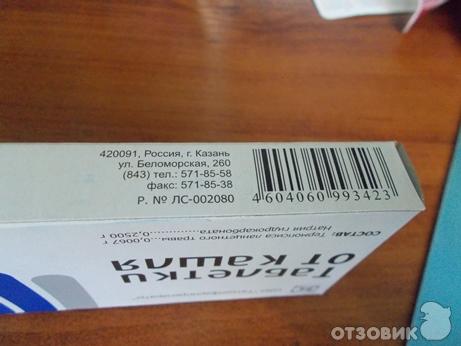 420091, Россия, г. Казань
ул. Беломорская, 260
(843) тел.: 571-85-58
факс: 571-85-38
Р. № ЛС-002080
4 604060 993423
Таблетки
ОТ КАШЛЯ
СОСТАВ: Термопсиса ланцетного травы...0,0067 г
Натрия гидрокарбоната..............0,2500 г
ОТЗОВИК